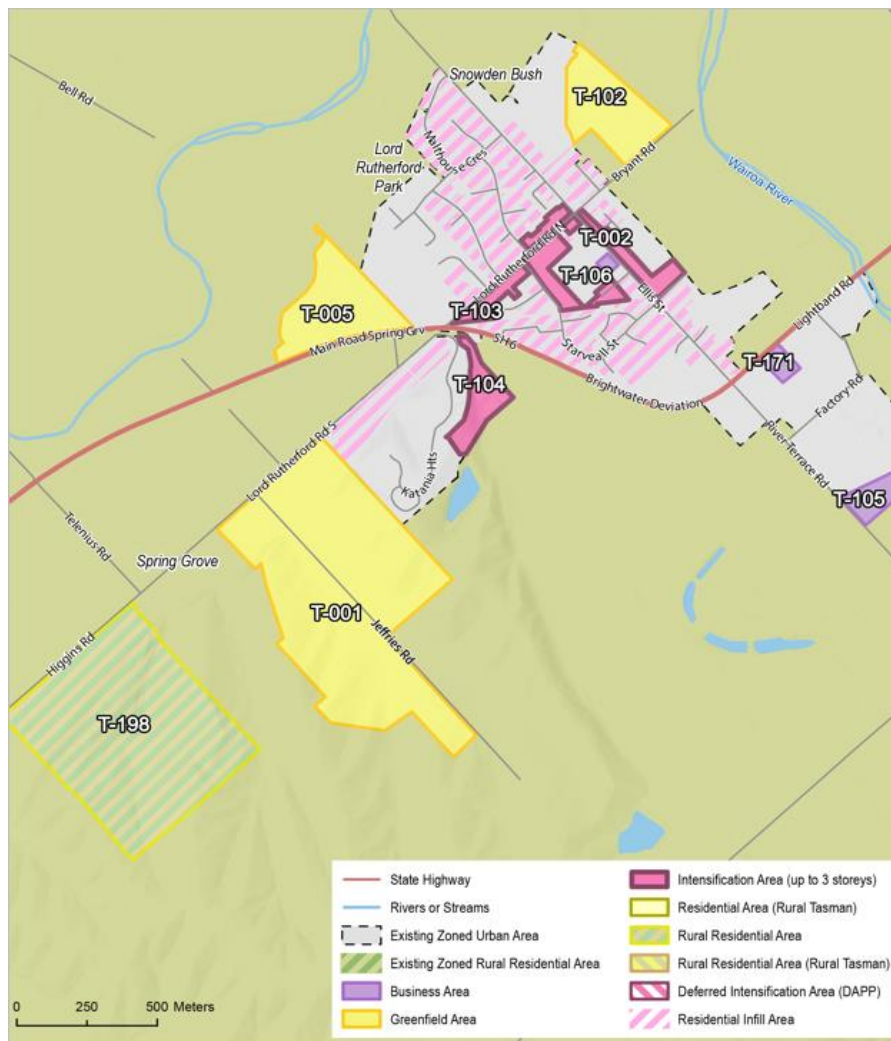 Snowden Bush
T-102
Bell Rd
Malthouse Cres
Lord
Rutherford
Park
Bryant Rd
Wairoa River
T-002
Lord Rutherford Rd N
T-106
T-005
T-103
Ellis St
Lightband Rd
Main Road Spring Grv
SH 6
Starveall St
T-171
T-104
Brightwater Deviation
Factory Rd
Lord Rutherford Rd S
Katania Hts
River Terrace Rd
T-105
Telenius Rd
Spring Grove
T-001
Jeffries Rd
Higgins Rd
T-198
State Highway
Rivers or Streams
Existing Zoned Urban Area
Existing Zoned Rural Residential Area
Business Area
Greenfield Area
Intensification Area (up to 3 storeys)
Residential Area (Rural Tasman)
Rural Residential Area
Rural Residential Area (Rural Tasman)
Deferred Intensification Area (DAPP)
Residential Infill Area
0 250 500 Meters